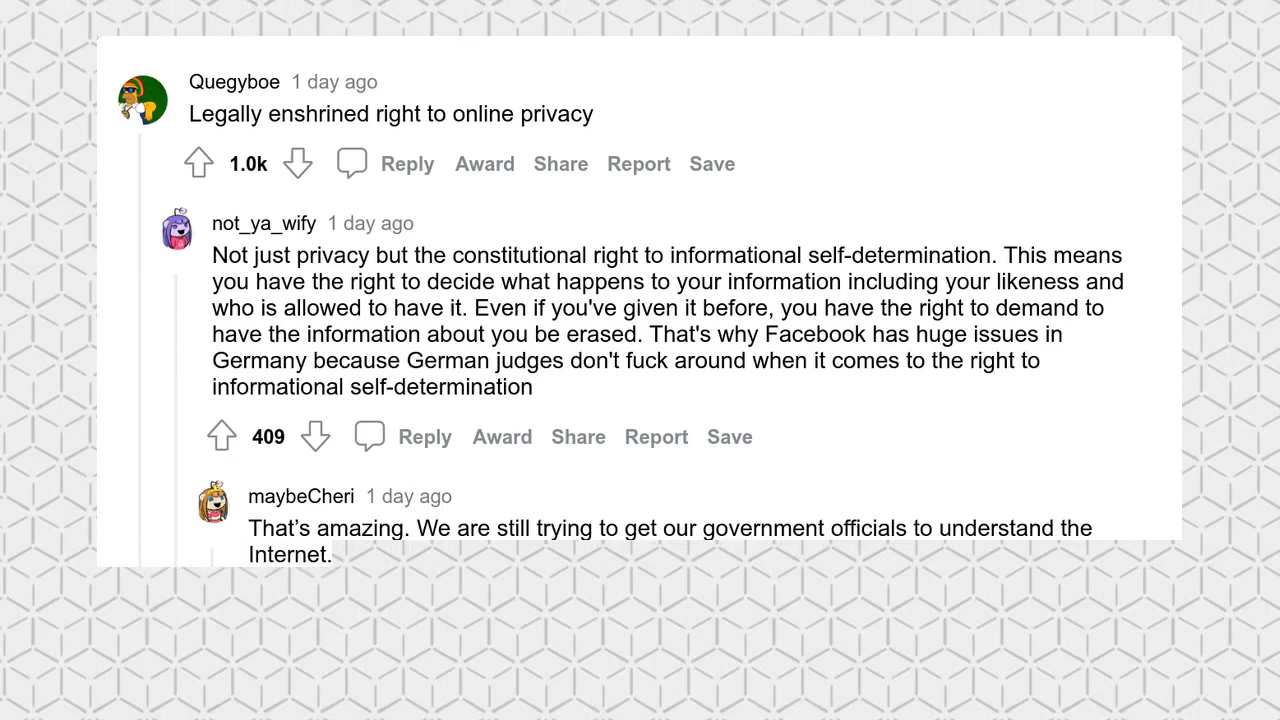 Quegyboe 1 day ago
Legally enshrined right to online privacy
1.0k Reply Award Share Report Save
not_ya_wify 1 day ago
Not just privacy but the constitutional right to informational self-determination. This means
you have the right to decide what happens to your information including your likeness and
who is allowed to have it. Even if you've given it before, you have the right to demand to
have the information about you be erased. That's why Facebook has huge issues in
Germany because German judges don't fuck around when it comes to the right to
informational self-determination
409 Reply Award Share Report Save
maybeCheri 1 day ago
That’s amazing. We are still trying to get our government officials to understand the
Internet.